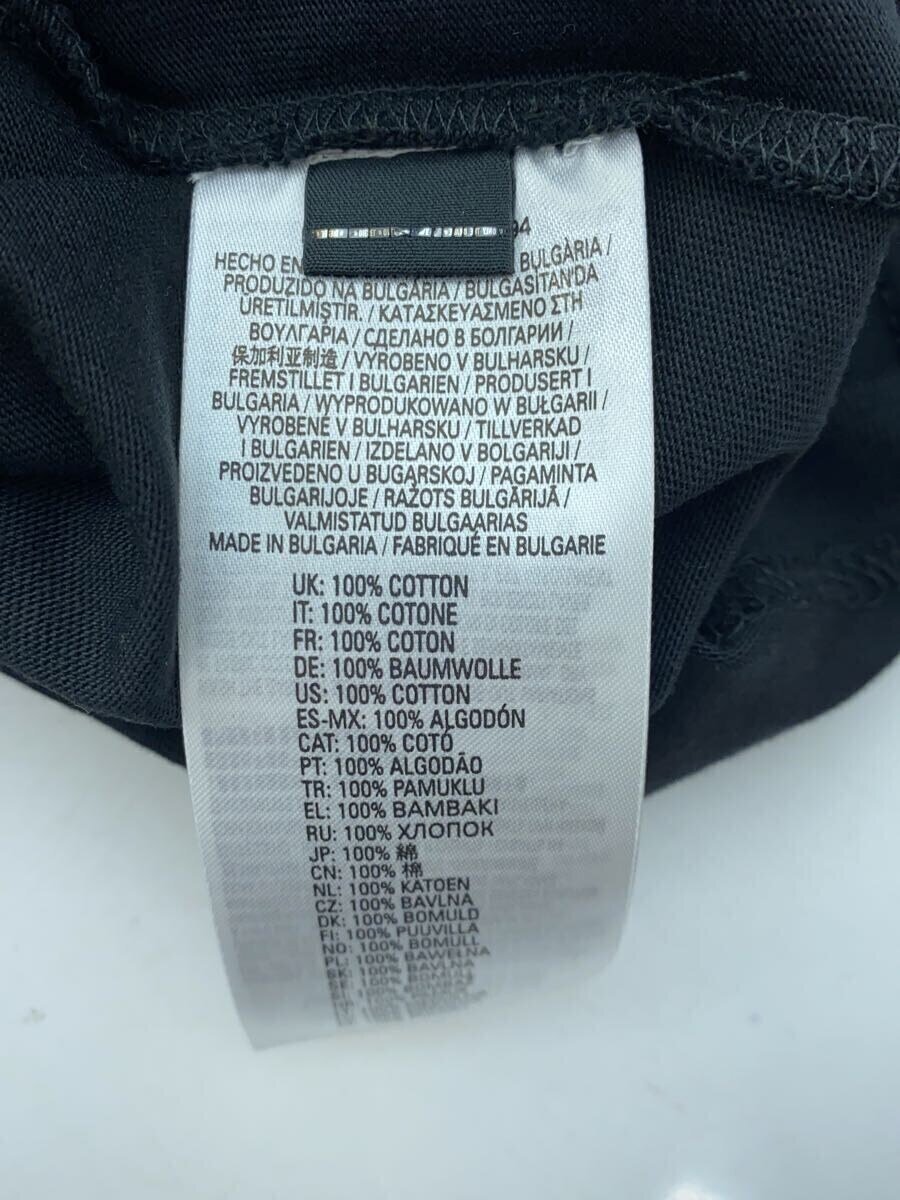 94
HECHO EN BULGÀRIA /
PRODUZIDO NA BULGÁRIA / BULGASITAN'DA
URETILMIŞTIR. / ΚΑΤΑΣΚΕΥΑΣΜΕΝΟ ΣΤΗ
ΒΟΥΛΓΑΡΙΑ / СДЕЛАНО В БОЛГАРИИ /
保加利亚制造 / VYROBENO V BULHARSKU /
FREMSTILLET I BULGARIEN / PRODUSERT I
BULGARIA / WYPRODUKOWANO W BUŁGARII /
VYROBENÉ V BULHARSKU / TILLVERKAD
I BULGARIEN / IZDELANO V BOLGARIJI /
PROIZVEDENO U BUGARSKOJ / PAGAMINTA
BULGARIJOJE / RAŽOTS BULGĀRIJĀ /
VALMISTATUD BULGAARIAS
MADE IN BULGARIA / FABRIQUÉ EN BULGARIE
UK: 100% COTTON
IT: 100% COTONE
FR: 100% COTON
DE: 100% BAUMWOLLE
US: 100% COTTON
ES-MX: 100% ALGODÓN
CAT: 100% COTÓ
PT: 100% ALGODÃO
TR: 100% PAMUKLU
EL: 100% ΒΑΜΒΑΚΙ
RU: 100% ХЛОПОК
JP: 100% 綿
CN: 100% 棉
NL: 100% KATOEN
CZ: 100% BAVLNA
DK: 100% BOMULD
FI: 100% PUUVILLA
NO: 100% BOMULL
PL: 100% BAWEŁNA
SK: 100% BAVLNA